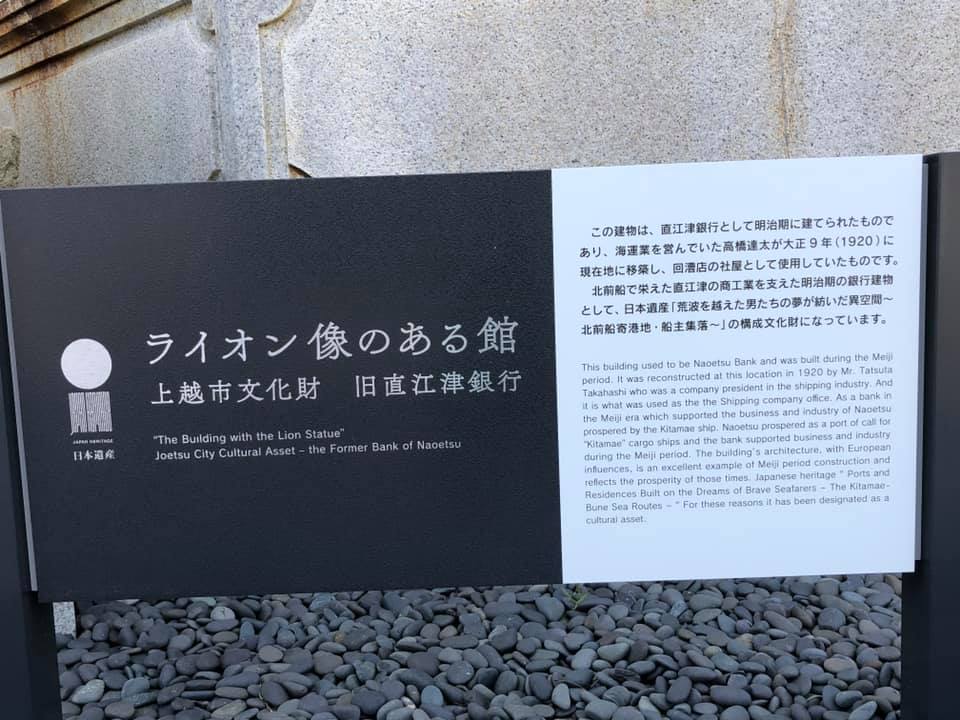 ライオン像のある館
上越市文化財　旧直江津銀行
JAPAN HERITAGE
日本遺産
"The Building with the Lion Statue"
Joetsu City Cultural Asset – the Former Bank of Naoetsu
この建物は、直江津銀行として明治期に建てられたもので
あり、海運業を営んでいた高橋達太が大正９年（1920）に
現在地に移築し、回漕店の社屋として使用していたものです。
北前船で栄えた直江津の商工業を支えた明治期の銀行建物
として、日本遺産「荒波を越えた男たちの夢が紡いだ異空間～
北前船寄港地・船主集落～」の構成文化財になっています。
This building used to be Naoetsu Bank and was built during the Meiji
period. It was reconstructed at this location in 1920 by Mr. Tatsuta
Takahashi who was a company president in the shipping industry. And
it is what was used as the the Shipping company office. As a bank in
the Meiji era which supported the business and industry of Naoetsu
prospered by the Kitamae ship. Naoetsu prospered as a port of call for
"Kitamae" cargo ships and the bank supported business and industry
during the Meiji period. The building's architecture, with European
influences, is an excellent example of Meiji period construction and
reflects the prosperity of those times. Japanese heritage " Ports and
Residences Built on the Dreams of Brave Seafarers – The Kitamae-
Bune Sea Routes – " For these reasons it has been designated as a
cultural asset.